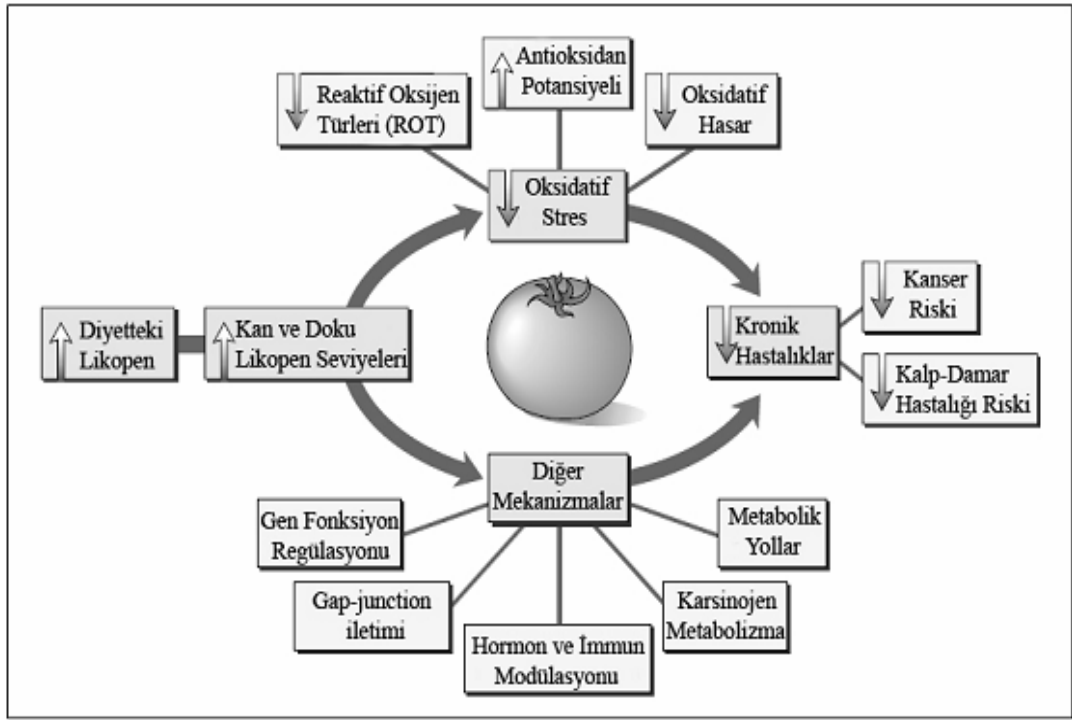 Antioksidan
Potansiyeli
Reaktif Oksijen
Türleri (ROT)
Oksidatif
Hasar
Oksidatif
Stres
Diyetteki
Likopen
Kan ve Doku
Likopen Seviyeleri
Kronik
Hastalıklar
Kanser
Riski
Kalp-Damar
Hastalığı Riski
Diğer
Mekanizmalar
Gen Fonksiyon
Regülasyonu
Gap-junction
iletimi
Hormon ve İmmun
Modülasyonu
Karsinojen
Metabolizma
Metabolik
Yollar